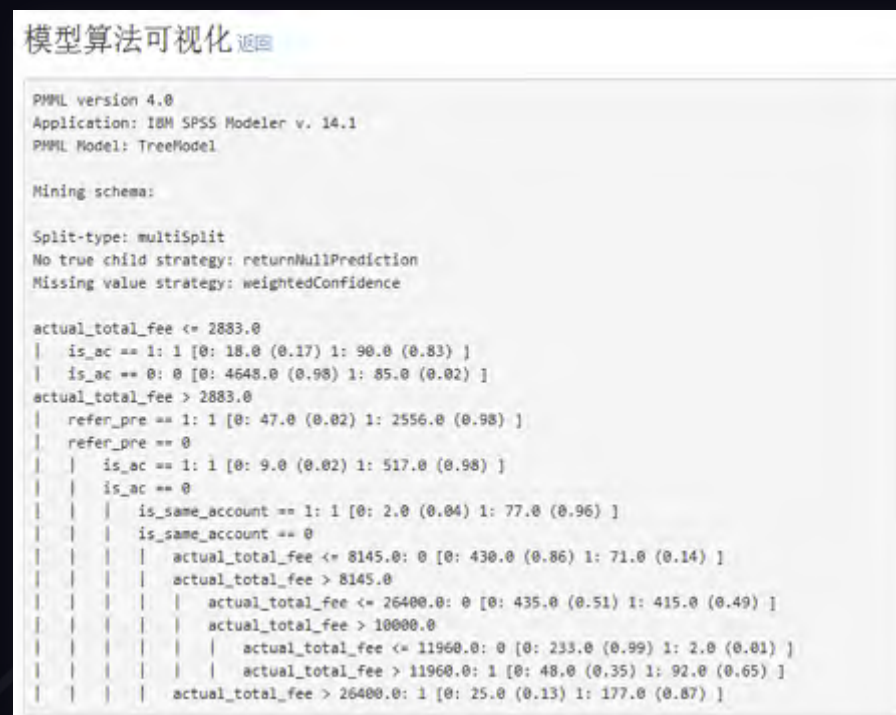 模型算法可视化 返回
PMML version 4.0
Application: IBM SPSS Modeler v. 14.1
PMML Model: TreeModel
Mining schema:
Split-type: multiSplit
No true child strategy: returnNullPrediction
Missing value strategy: weightedConfidence
actual_total_fee <= 2883.0
|   is_ac == 1: 1 [0: 18.0 (0.17) 1: 90.0 (0.83) ]
|   is_ac == 0: 0 [0: 4648.0 (0.98) 1: 85.0 (0.02) ]
actual_total_fee > 2883.0
|   refer_pre == 1: 1 [0: 47.0 (0.02) 1: 2556.0 (0.98) ]
|   refer_pre == 0
|   |   is_ac == 1: 1 [0: 9.0 (0.02) 1: 517.0 (0.98) ]
|   |   is_ac == 0
|   |   |   is_same_account == 1: 1 [0: 2.0 (0.04) 1: 77.0 (0.96) ]
|   |   |   is_same_account == 0
|   |   |   |   actual_total_fee <= 8145.0: 0 [0: 430.0 (0.86) 1: 71.0 (0.14) ]
|   |   |   |   actual_total_fee > 8145.0
|   |   |   |   |   actual_total_fee <= 26400.0: 0 [0: 435.0 (0.51) 1: 415.0 (0.49) ]
|   |   |   |   |   actual_total_fee > 10000.0
|   |   |   |   |   |   actual_total_fee <= 11960.0: 0 [0: 233.0 (0.99) 1: 2.0 (0.01) ]
|   |   |   |   |   |   actual_total_fee > 11960.0: 1 [0: 48.0 (0.35) 1: 92.0 (0.65) ]
|   |   |   |   actual_total_fee > 26400.0: 1 [0: 25.0 (0.13) 1: 177.0 (0.87) ]